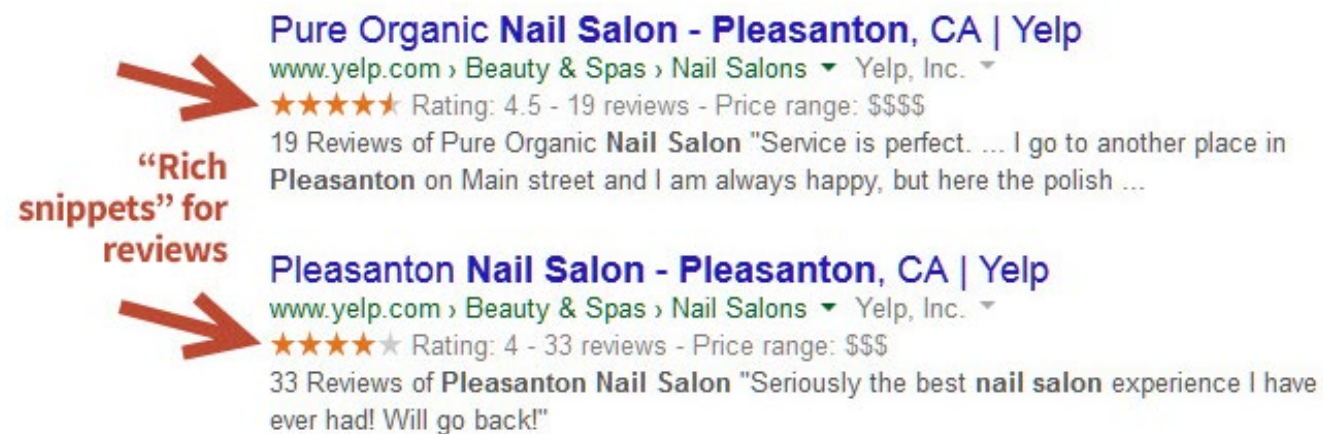 Pure Organic Nail Salon - Pleasanton, CA | Yelp
www.yelp.com › Beauty & Spas › Nail Salons ▼ Yelp, Inc. ▼
★★★★★ Rating: 4.5 - 19 reviews - Price range: $$$$
19 Reviews of Pure Organic Nail Salon "Service is perfect. ... I go to another place in
Pleasanton on Main street and I am always happy, but here the polish ...
“Rich
snippets” for
reviews
Pleasanton Nail Salon - Pleasanton, CA | Yelp
www.yelp.com › Beauty & Spas › Nail Salons ▼ Yelp, Inc. ▼
★★★★★ Rating: 4 - 33 reviews - Price range: $$$
33 Reviews of Pleasanton Nail Salon "Seriously the best nail salon experience I have
ever had! Will go back!"